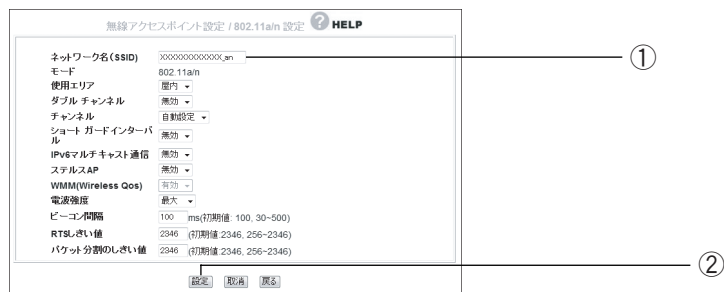 無線アクセスポイント設定 / 802.11a/n 設定 ? HELP
ネットワーク名(SSID) XXXXXXXXXXXX_an ①
モード 802.11a/n
使用エリア 屋内
ダブル チャンネル 無効
チャンネル 自動設定
ショート ガードインターバ
ル 無効
IPv6マルチキャスト通信 無効
ステルスAP 無効
WMM(Wireless Qos) 有効
電波強度 最大
ビーコン間隔 100 ms(初期値: 100, 30~500)
RTSしきい値 2346 (初期値:2346, 256~2346)
パケット分割のしきい値 2346 (初期値:2346, 256~2346)
設定 取消 戻る ②